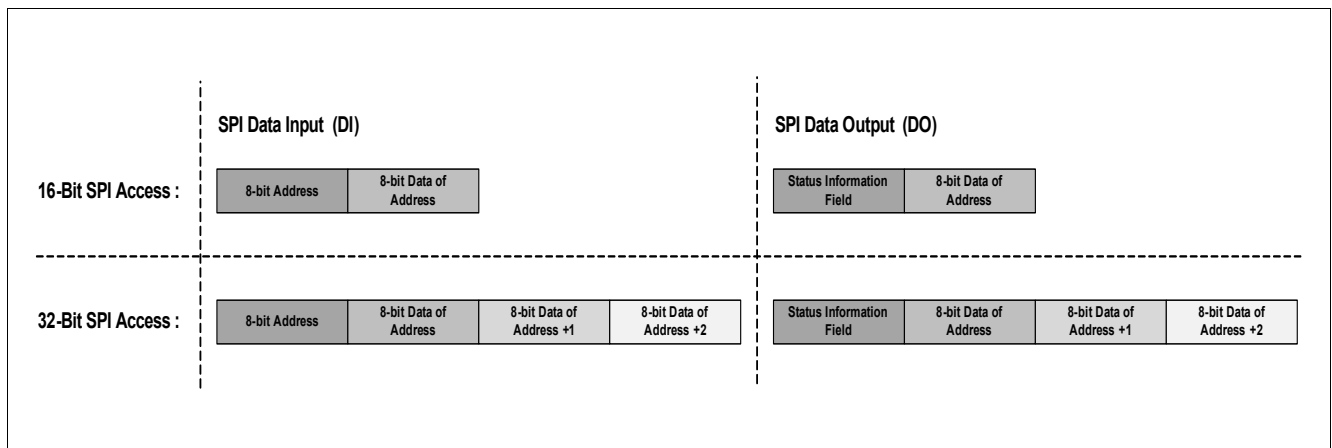 SPI Data Input (DI)
SPI Data Output (DO)
16-Bit SPI Access :
8-bit Address
8-bit Data of
Address
Status Information
Field
8-bit Data of
Address
32-Bit SPI Access :
8-bit Address
8-bit Data of
Address
8-bit Data of
Address +1
8-bit Data of
Address +2
Status Information
Field
8-bit Data of
Address
8-bit Data of
Address +1
8-bit Data of
Address +2